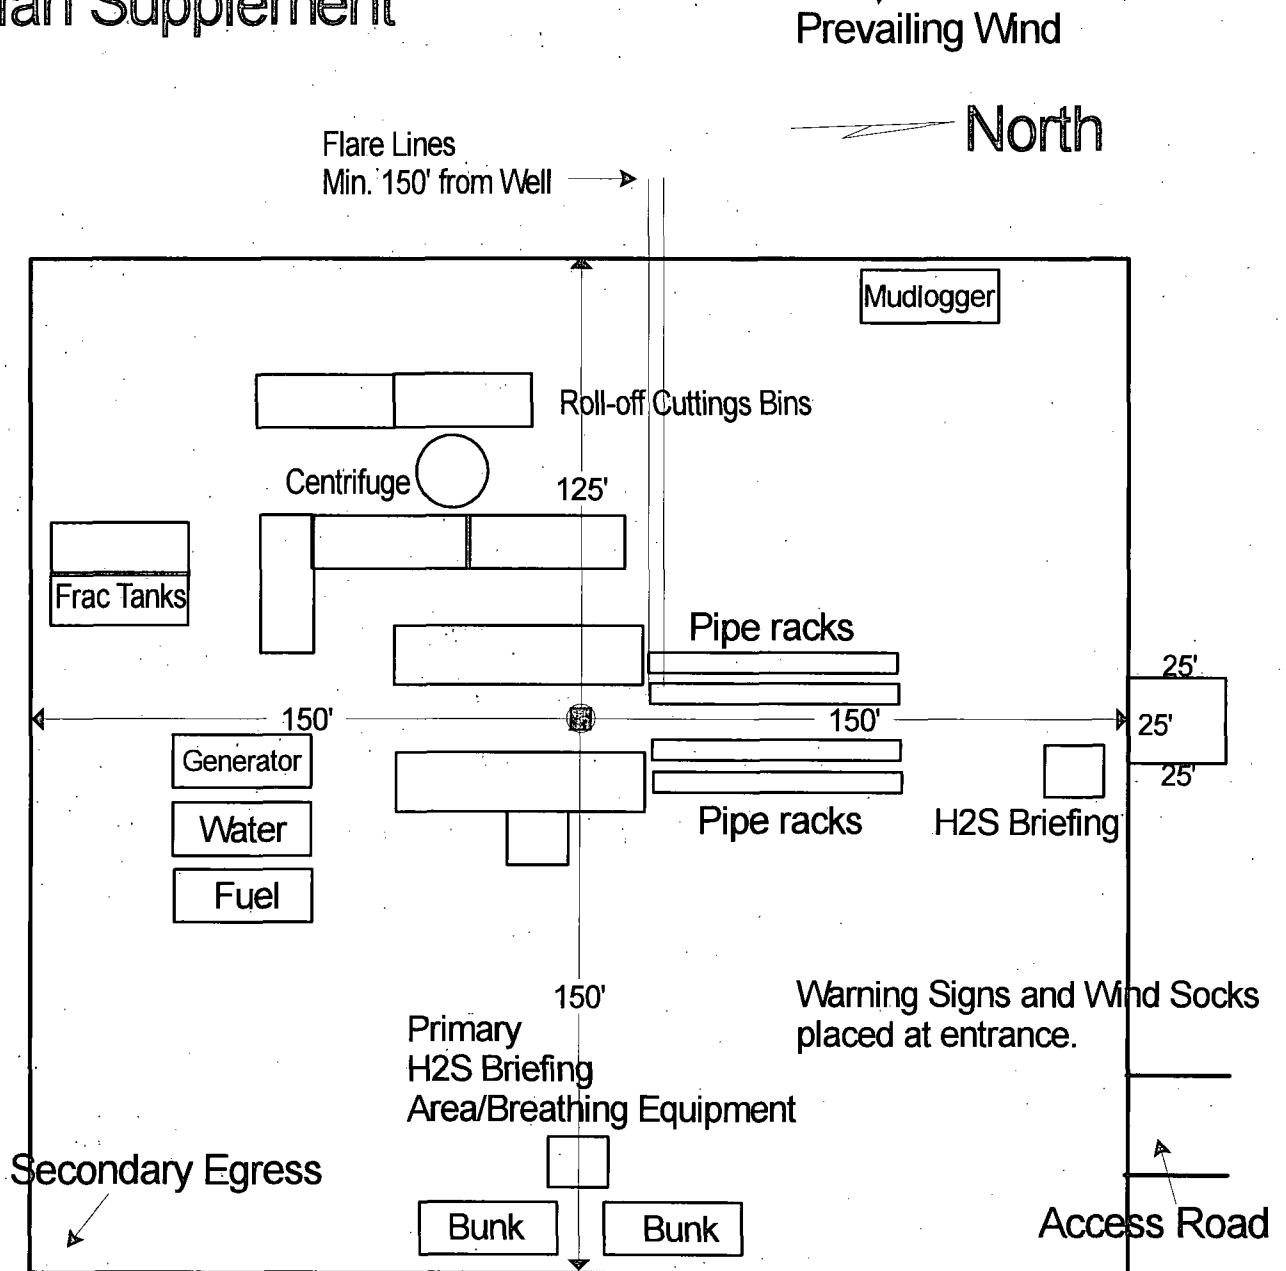 Supplement
Prevailing Wind
North
Flare Lines
Min. 150' from Well
Mudlogger
Roll-off Cuttings Bins
Centrifuge
125'
Frac Tanks
Pipe racks
25'
150'
150'
25'
Generator
25'
Water
Pipe racks
H2S Briefing
Fuel
150'
Warning Signs and Wind Socks
placed at entrance.
Primary
H2S Briefing
Area/Breathing Equipment
Secondary Egress
Bunk
Bunk
Access Road